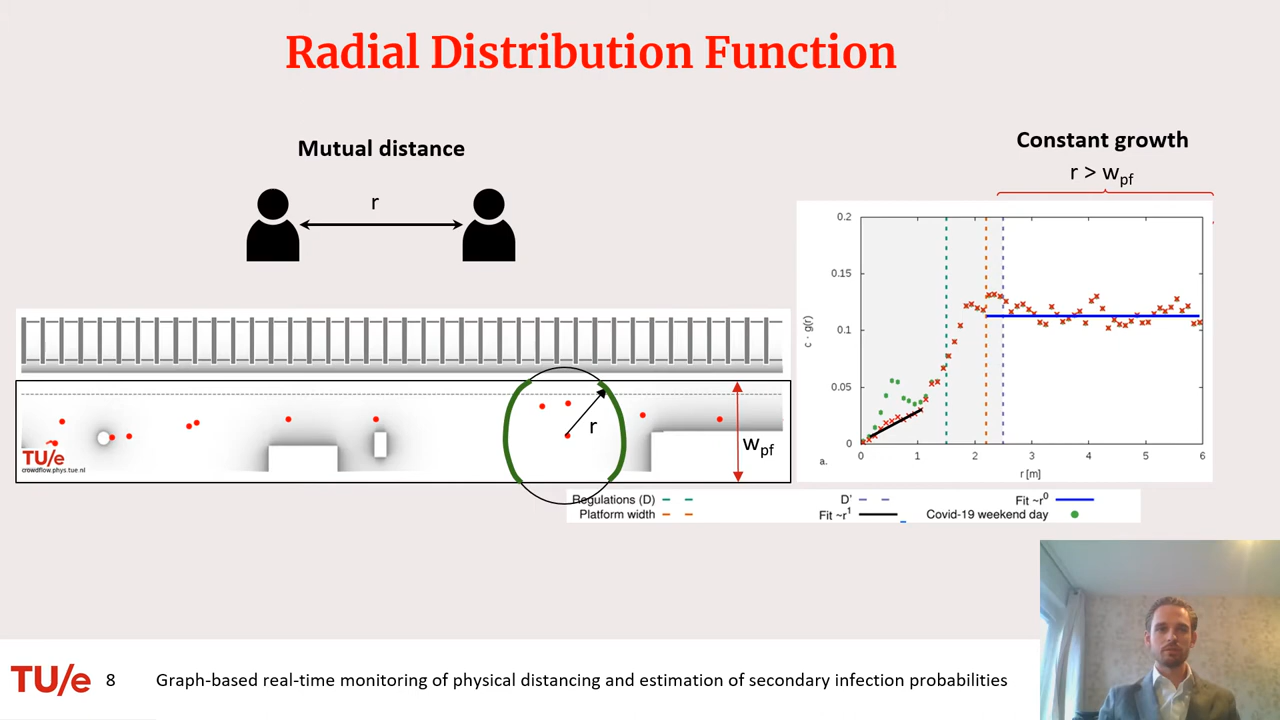 Radial Distribution Function
Mutual distance
r
Constant growth
r > wpf
0.2
0.15
0.1
0.05
0
c · g(r)
0 1 2 3 4 5 6
a.
r [m]
r
wpf
TU/e
crowdflow.phys.tue.nl
Regulations (D) D' Fit ~r0
Platform width Fit ~r1 Covid-19 weekend day
TU/e 8 Graph-based real-time monitoring of physical distancing and estimation of secondary infection probabilities